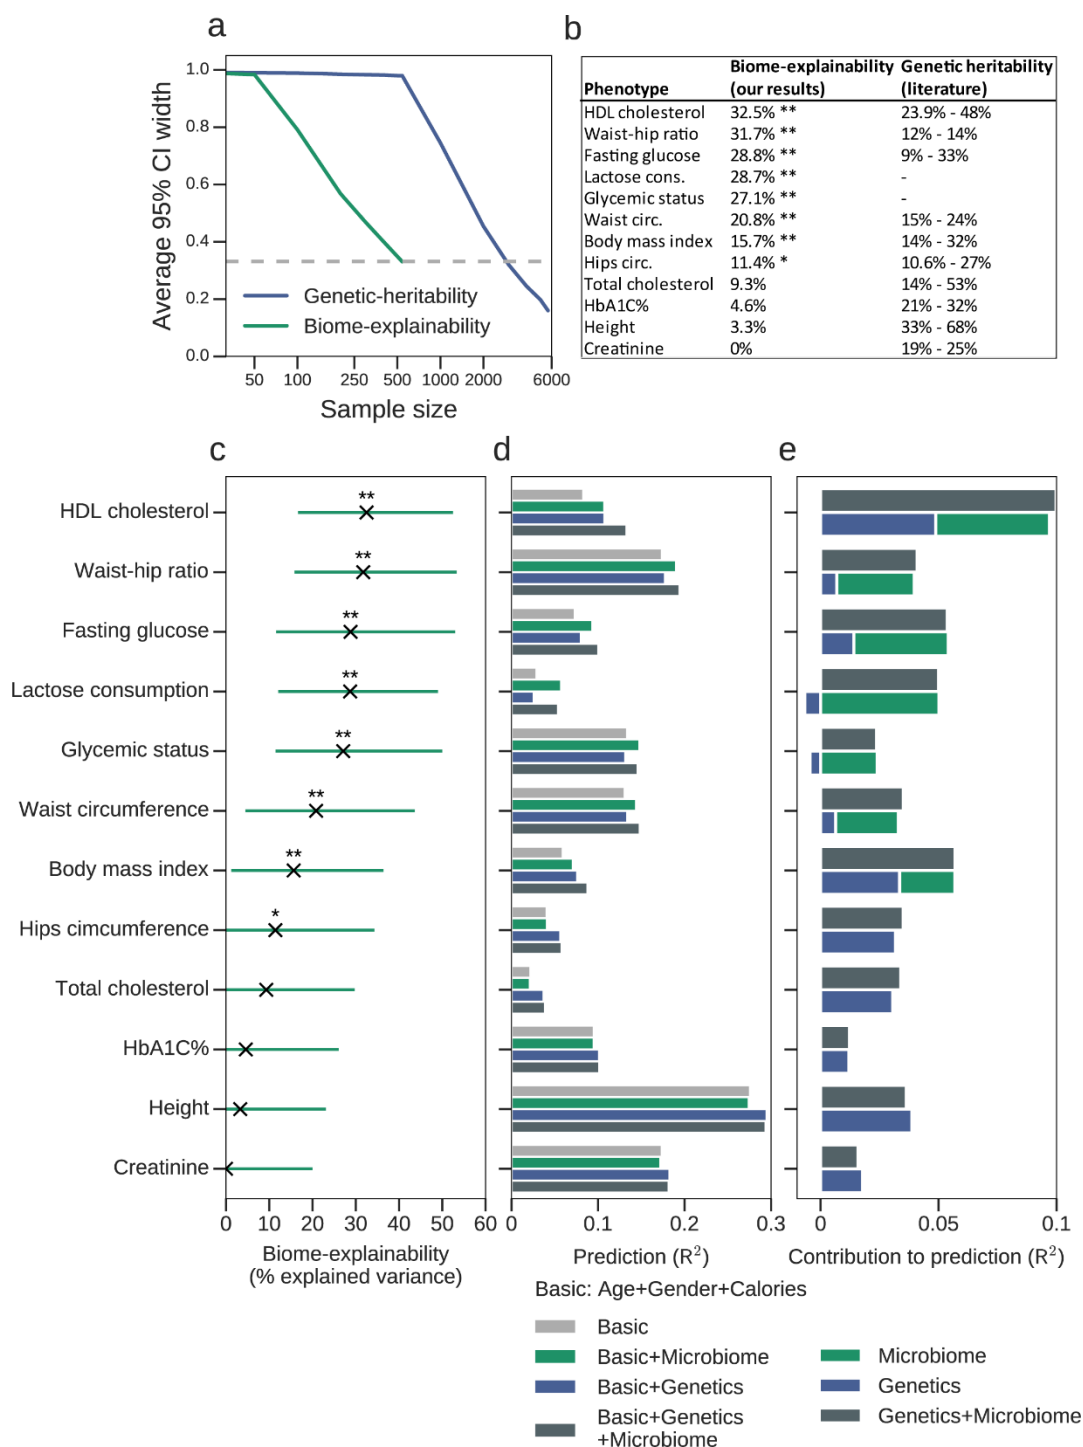 a
1.0
0.8
0.6
0.4
0.2
0.0
Average 95% CI width
Genetic-heritability
Biome-explainability
50 100 250 500 1000 2000 6000
Sample size
b
Phenotype Biome-explainability (our results) Genetic heritability (literature)
HDL cholesterol 32.5% ** 23.9% - 48%
Waist-hip ratio 31.7% ** 12% - 14%
Fasting glucose 28.8% ** 9% - 33%
Lactose cons. 28.7% ** -
Glycemic status 27.1% ** -
Waist circ. 20.8% ** 15% - 24%
Body mass index 15.7% ** 14% - 32%
Hips circ. 11.4% * 10.6% - 27%
Total cholesterol 9.3% 14% - 53%
HbA1C% 4.6% 21% - 32%
Height 3.3% 33% - 68%
Creatinine 0% 19% - 25%
c
HDL cholesterol **
Waist-hip ratio **
Fasting glucose **
Lactose consumption **
Glycemic status **
Waist circumference **
Body mass index **
Hips cimcumference *
Total cholesterol
HbA1C%
Height
Creatinine
0 10 20 30 40 50 60
Biome-explainability
(% explained variance)
d
0 0.1 0.2 0.3
Prediction (R²)
e
0 0.05 0.1
Contribution to prediction (R²)
Basic: Age+Gender+Calories
Basic
Basic+Microbiome
Basic+Genetics
Basic+Genetics
+Microbiome
Microbiome
Genetics
Genetics+Microbiome